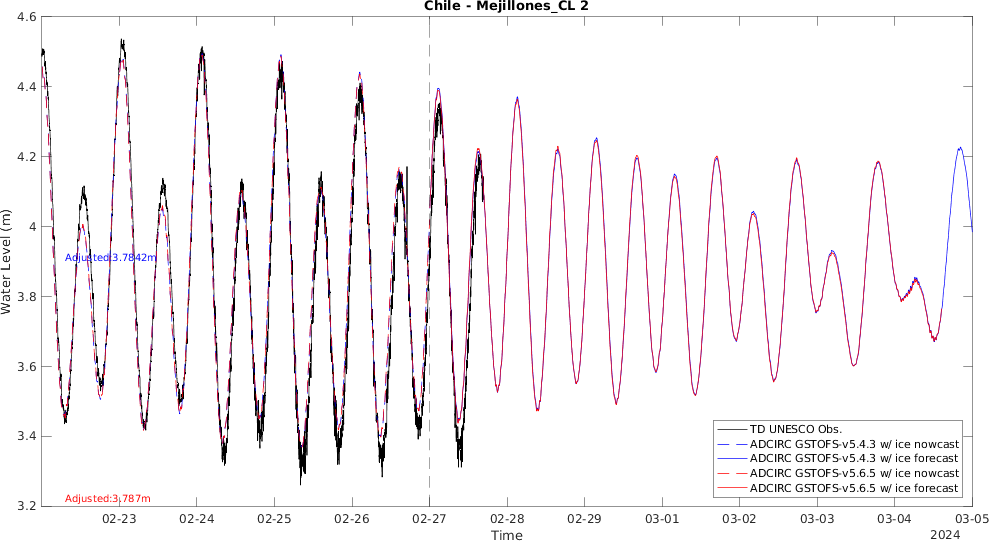 Chile - Mejillones_CL 2
4.6
4.4
4.2
4
3.8
3.6
3.4
3.2
Water Level (m)
Adjusted:3.7842m
Adjusted:3.787m
TD UNESCO Obs.
ADCIRC GSTOFS-v5.4.3 w/ ice nowcast
ADCIRC GSTOFS-v5.4.3 w/ ice forecast
ADCIRC GSTOFS-v5.6.5 w/ ice nowcast
ADCIRC GSTOFS-v5.6.5 w/ ice forecast
02-23 02-24 02-25 02-26 02-27 02-28 02-29 03-01 03-02 03-03 03-04 03-05
Time
2024